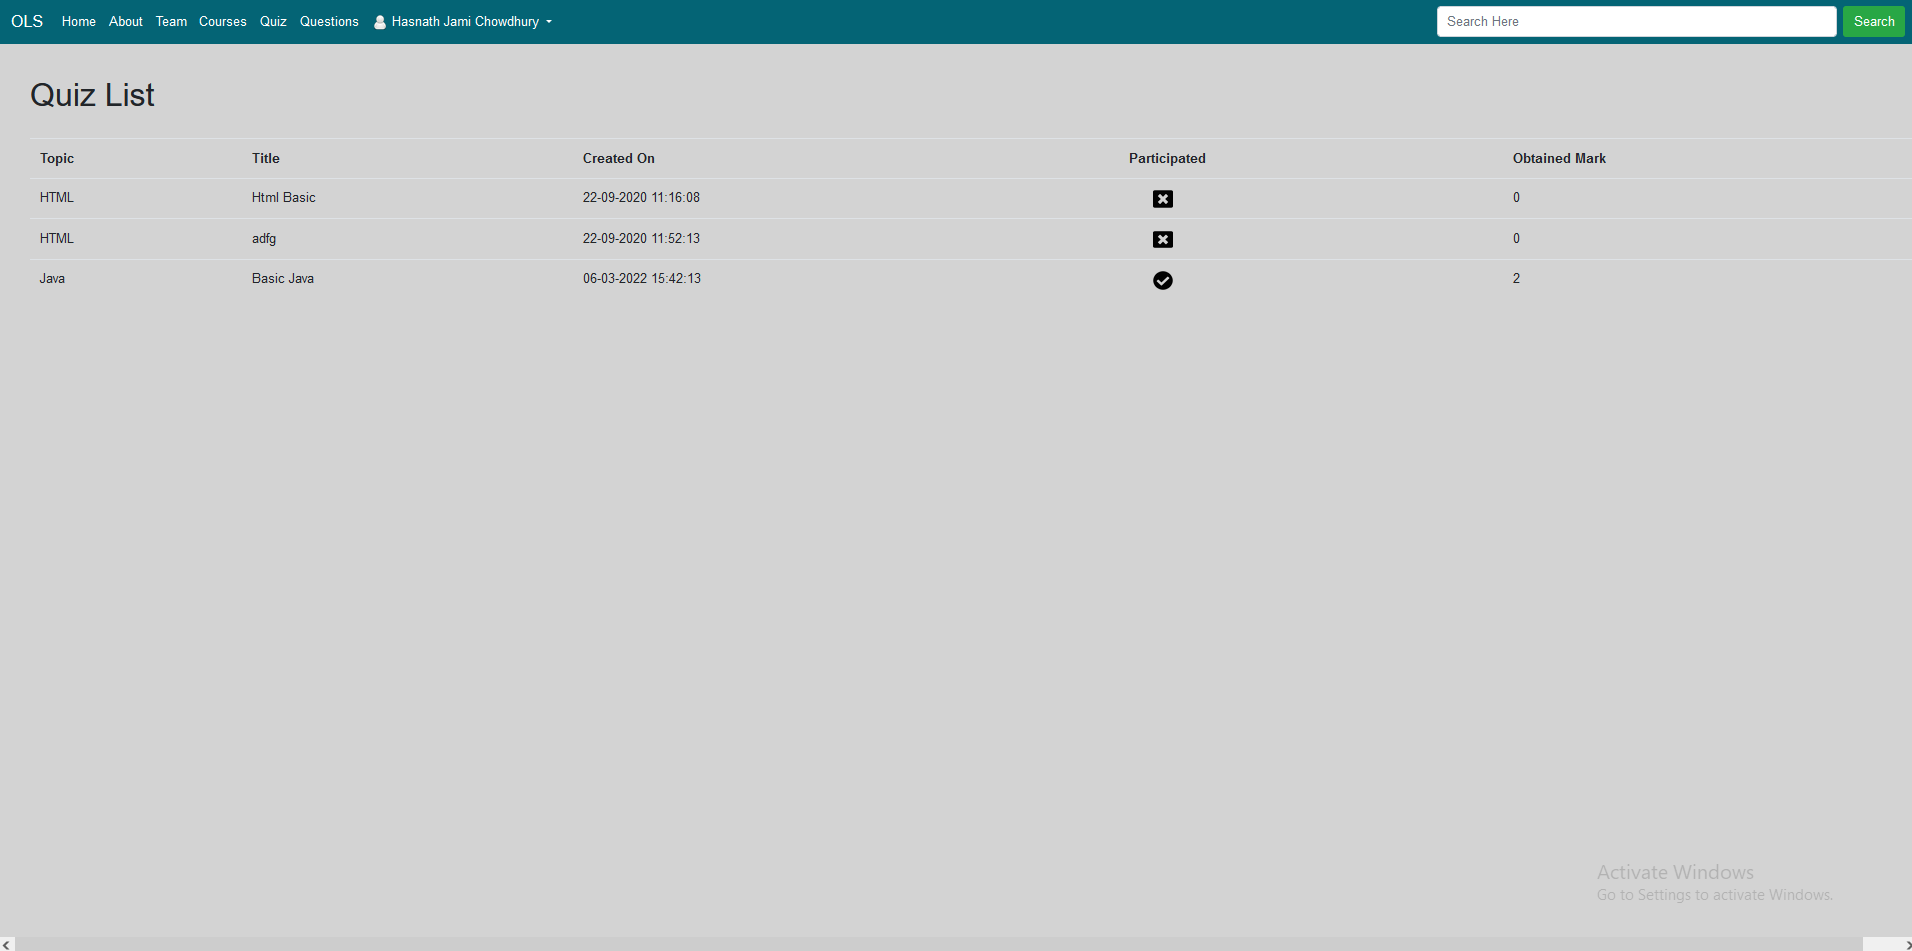 OLS Home About Team Courses Quiz Questions Hasnath Jami Chowdhury Search Here Search
Quiz List
Topic Title Created On Participated Obtained Mark
HTML Html Basic 22-09-2020 11:16:08 0
HTML adfg 22-09-2020 11:52:13 0
Java Basic Java 06-03-2022 15:42:13 2
Activate Windows
Go to Settings to activate Windows.